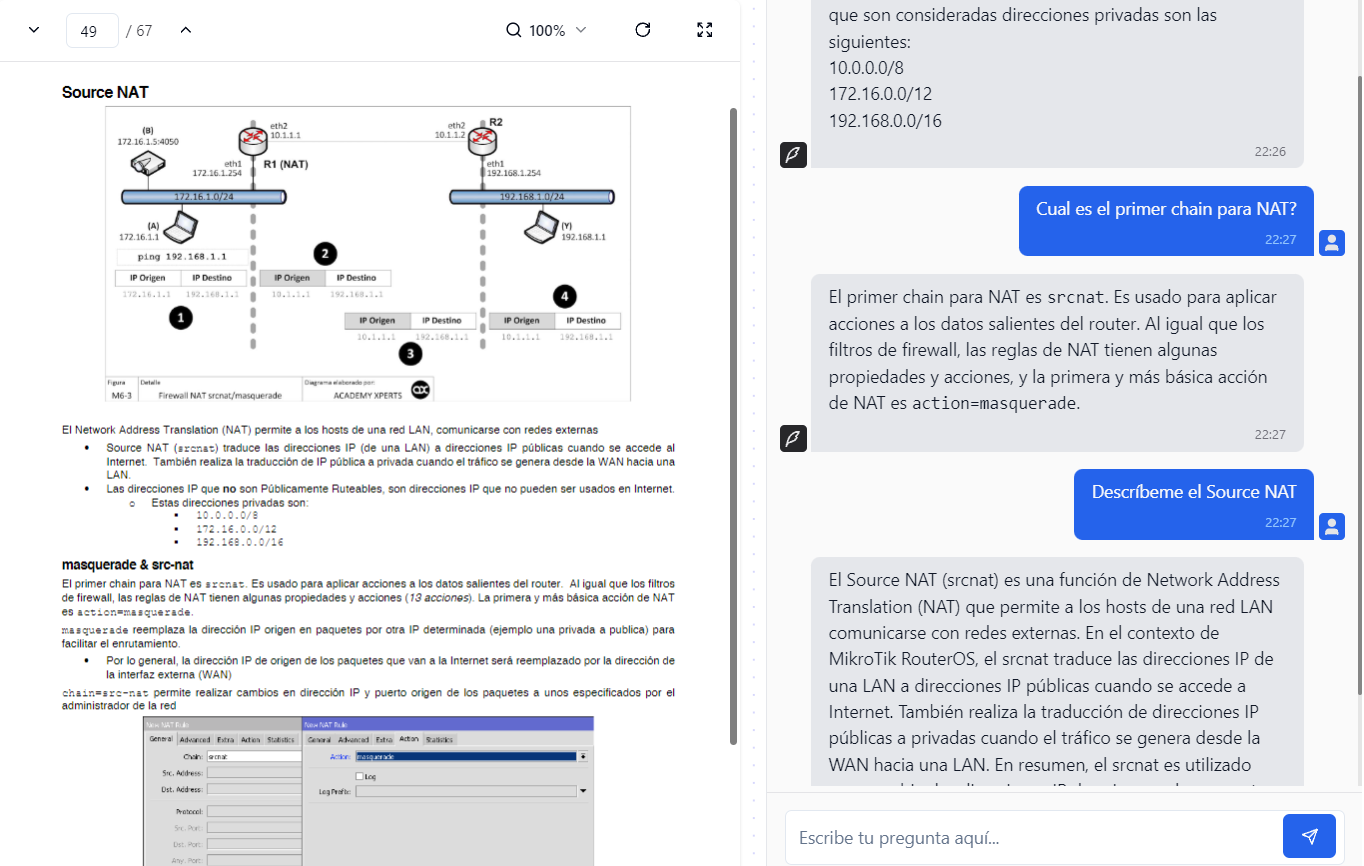 49 / 67
100%
Source NAT
(B)
172.16.1.5:4050
eth2
10.1.1.1
eth2
10.1.1.2
R2
eth1
172.16.1.254
R1 (NAT)
eth1
192.168.1.254
172.16.1.0/24
192.168.1.0/24
(A)
172.16.1.1
(Y)
192.168.1.1
ping 192.168.1.1
2
IP Origen IP Destino
172.16.1.1 192.168.1.1
IP Origen IP Destino
10.1.1.1 192.168.1.1
1
4
IP Origen IP Destino
10.1.1.1 192.168.1.1
IP Origen IP Destino
10.1.1.1 192.168.1.1
3
Figura Detalle Diagrama elaborado por:
M6-3 Firewall NAT srcnat/masquerade ACADEMY XPERTS
El Network Address Translation (NAT) permite a los hosts de una red LAN, comunicarse con redes externas
• Source NAT (srcnat) traduce las direcciones IP (de una LAN) a direcciones IP públicas cuando se accede al
Internet. También realiza la traducción de IP pública a privada cuando el tráfico se genera desde la WAN hacia una
LAN.
• Las direcciones IP que no son Públicamente Ruteables, son direcciones IP que no pueden ser usados en Internet.
o Estas direcciones privadas son:
▪ 10.0.0.0/8
▪ 172.16.0.0/12
▪ 192.168.0.0/16
masquerade & src-nat
El primer chain para NAT es srcnat. Es usado para aplicar acciones a los datos salientes del router. Al igual que los filtros
de firewall, las reglas de NAT tienen algunas propiedades y acciones (13 acciones). La primera y más básica acción de NAT
es action=masquerade.
masquerade reemplaza la dirección IP origen en paquetes por otra IP determinada (ejemplo una privada a publica) para
facilitar el enrutamiento.
• Por lo general, la dirección IP de origen de los paquetes que van a la Internet será reemplazado por la dirección de
la interfaz externa (WAN)
chain=src-nat permite realizar cambios en dirección IP y puerto origen de los paquetes a unos especificados por el
administrador de la red
New NAT Rule
General Advanced Extra Action Statistics
Chain: srcnat
Src. Address:
Dst. Address:
Protocol:
Src. Port:
Dst. Port:
Any. Port:
New NAT Rule
General Advanced Extra Action Statistics
Action: masquerade
Log
Log Prefix:
que son consideradas direcciones privadas son las
siguientes:
10.0.0.0/8
172.16.0.0/12
192.168.0.0/16
22:26
Cual es el primer chain para NAT?
22:27
El primer chain para NAT es srcnat. Es usado para aplicar
acciones a los datos salientes del router. Al igual que los
filtros de firewall, las reglas de NAT tienen algunas
propiedades y acciones, y la primera y más básica acción
de NAT es action=masquerade.
22:27
Descríbeme el Source NAT
22:27
El Source NAT (srcnat) es una función de Network Address
Translation (NAT) que permite a los hosts de una red LAN
comunicarse con redes externas. En el contexto de
MikroTik RouterOS, el srcnat traduce las direcciones IP de
una LAN a direcciones IP públicas cuando se accede a
Internet. También realiza la traducción de direcciones IP
públicas a privadas cuando el tráfico se genera desde la
WAN hacia una LAN. En resumen, el srcnat es utilizado
Escribe tu pregunta aquí...